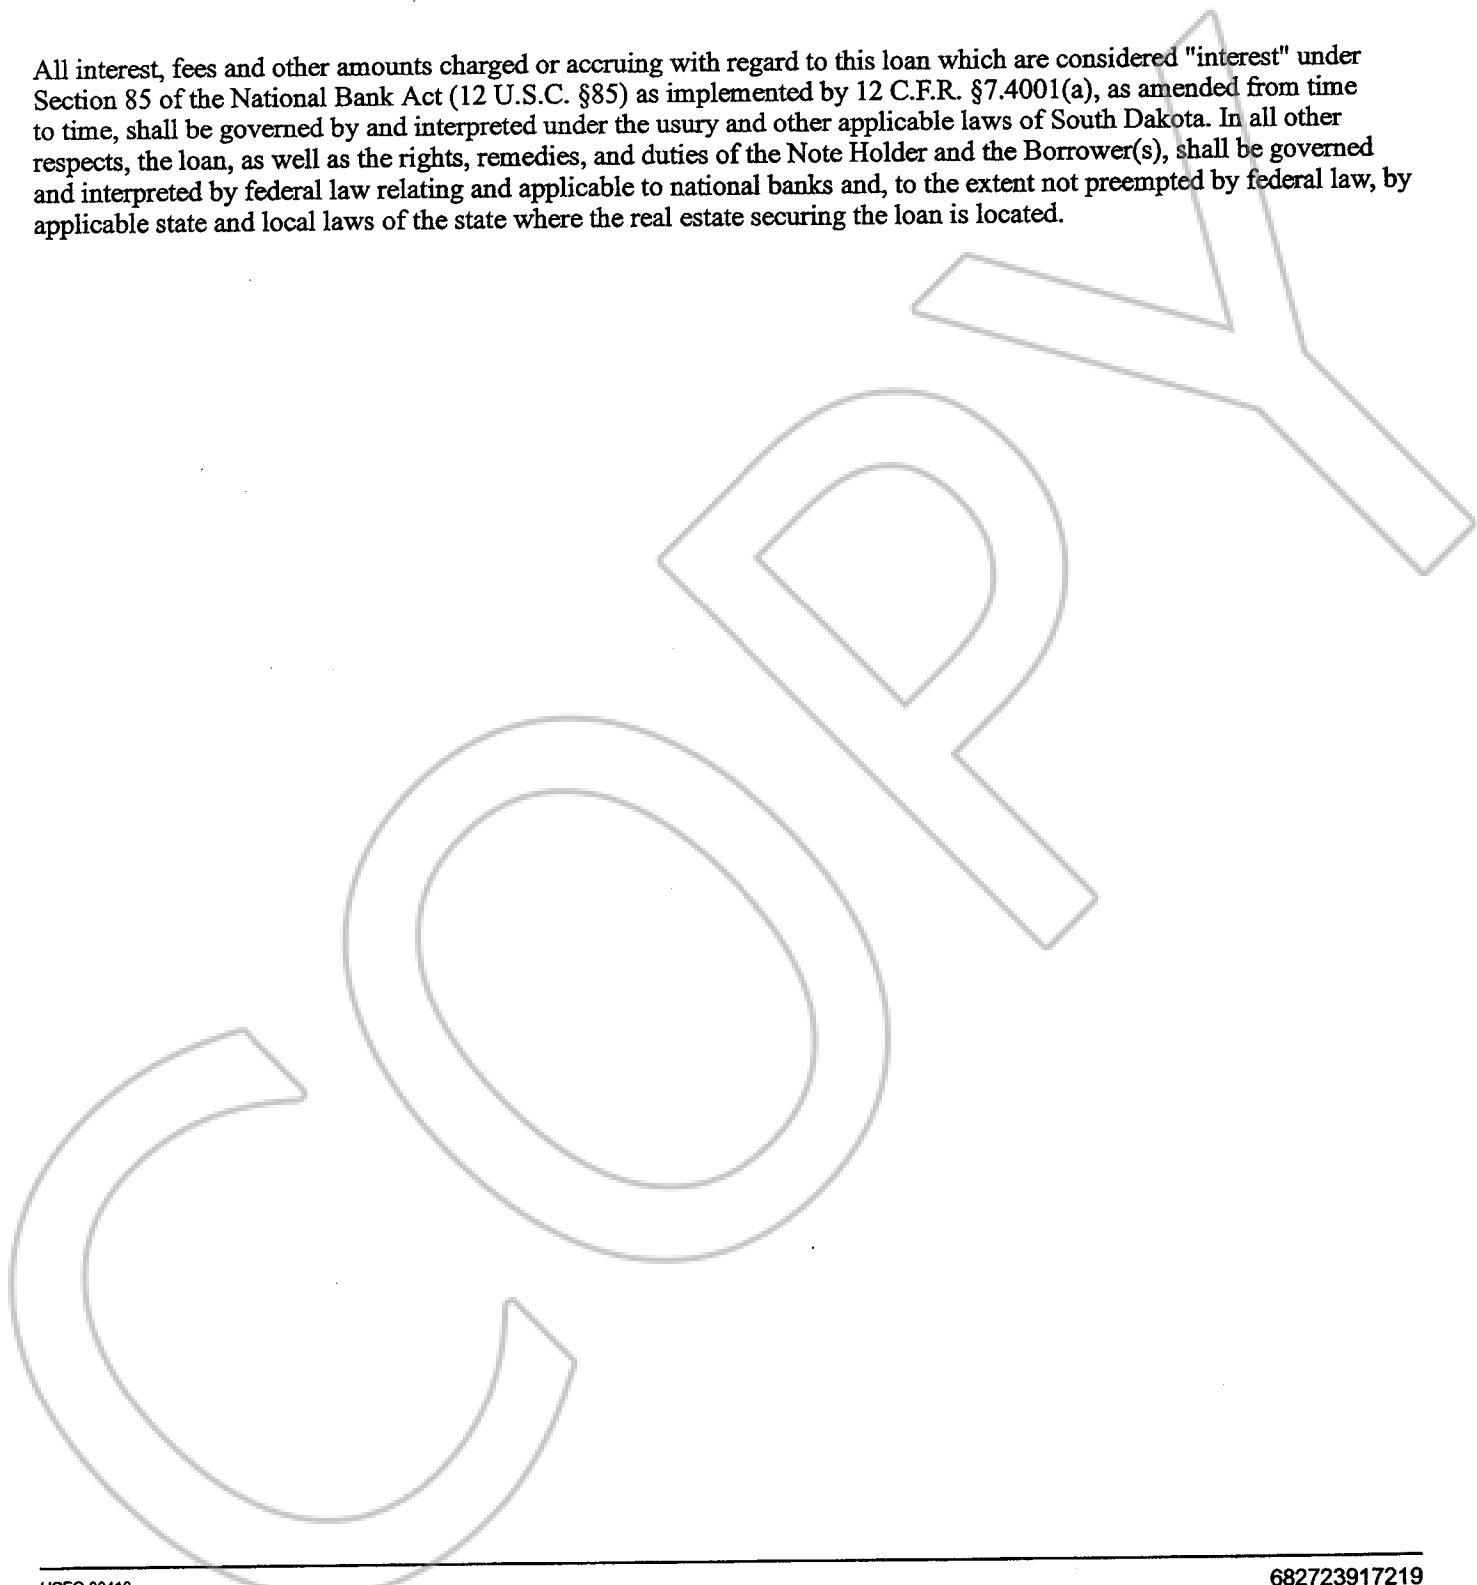 All interest, fees and other amounts charged or accruing with regard to this loan which are considered "interest" under
Section 85 of the National Bank Act (12 U.S.C. §85) as implemented by 12 C.F.R. §7.4001(a), as amended from time
to time, shall be governed by and interpreted under the usury and other applicable laws of South Dakota. In all other
respects, the loan, as well as the rights, remedies, and duties of the Note Holder and the Borrower(s), shall be governed
and interpreted by federal law relating and applicable to national banks and, to the extent not preempted by federal law, by
applicable state and local laws of the state where the real estate securing the loan is located.
COPY
682723917219